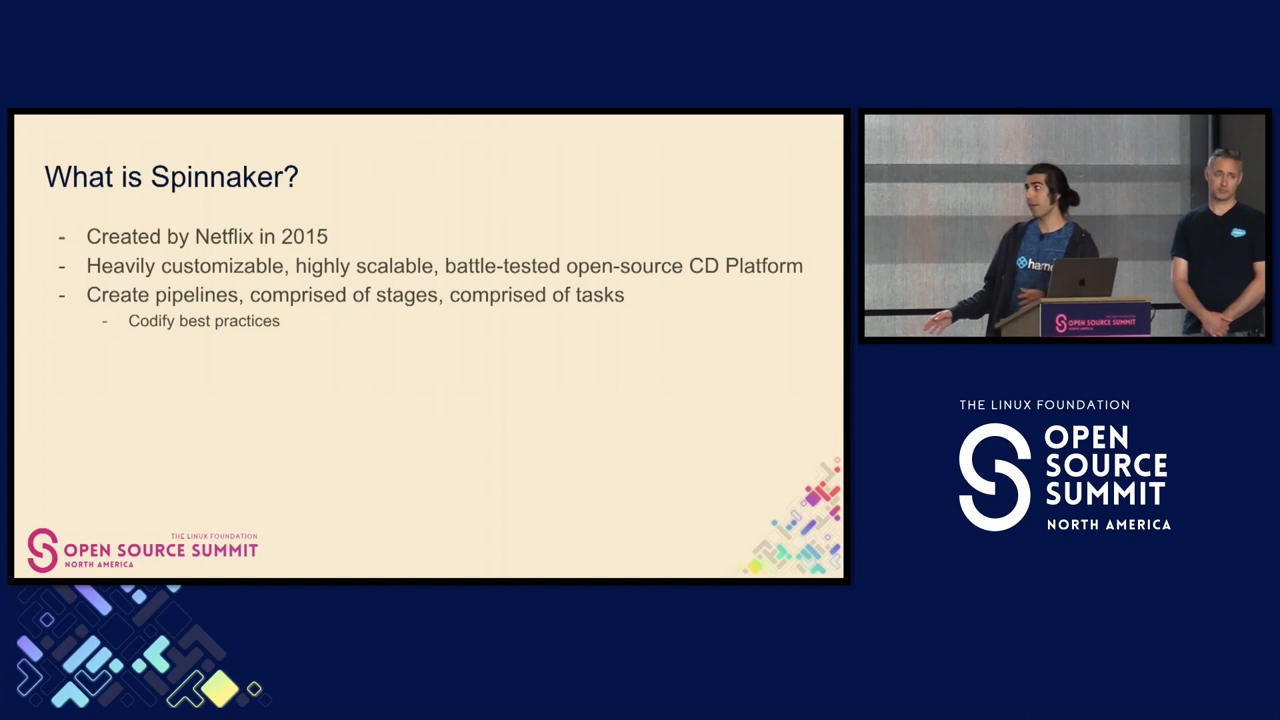 What is Spinnaker?
- Created by Netflix in 2015
- Heavily customizable, highly scalable, battle-tested open-source CD Platform
- Create pipelines, comprised of stages, comprised of tasks
- Codify best practices
THE LINUX FOUNDATION
OPEN SOURCE SUMMIT
NORTH AMERICA
OPEN SOURCE SUMMIT
NORTH AMERICA
THE LINUX FOUNDATION
OPEN
SOURCE
SUMMIT
NORTH AMERICA